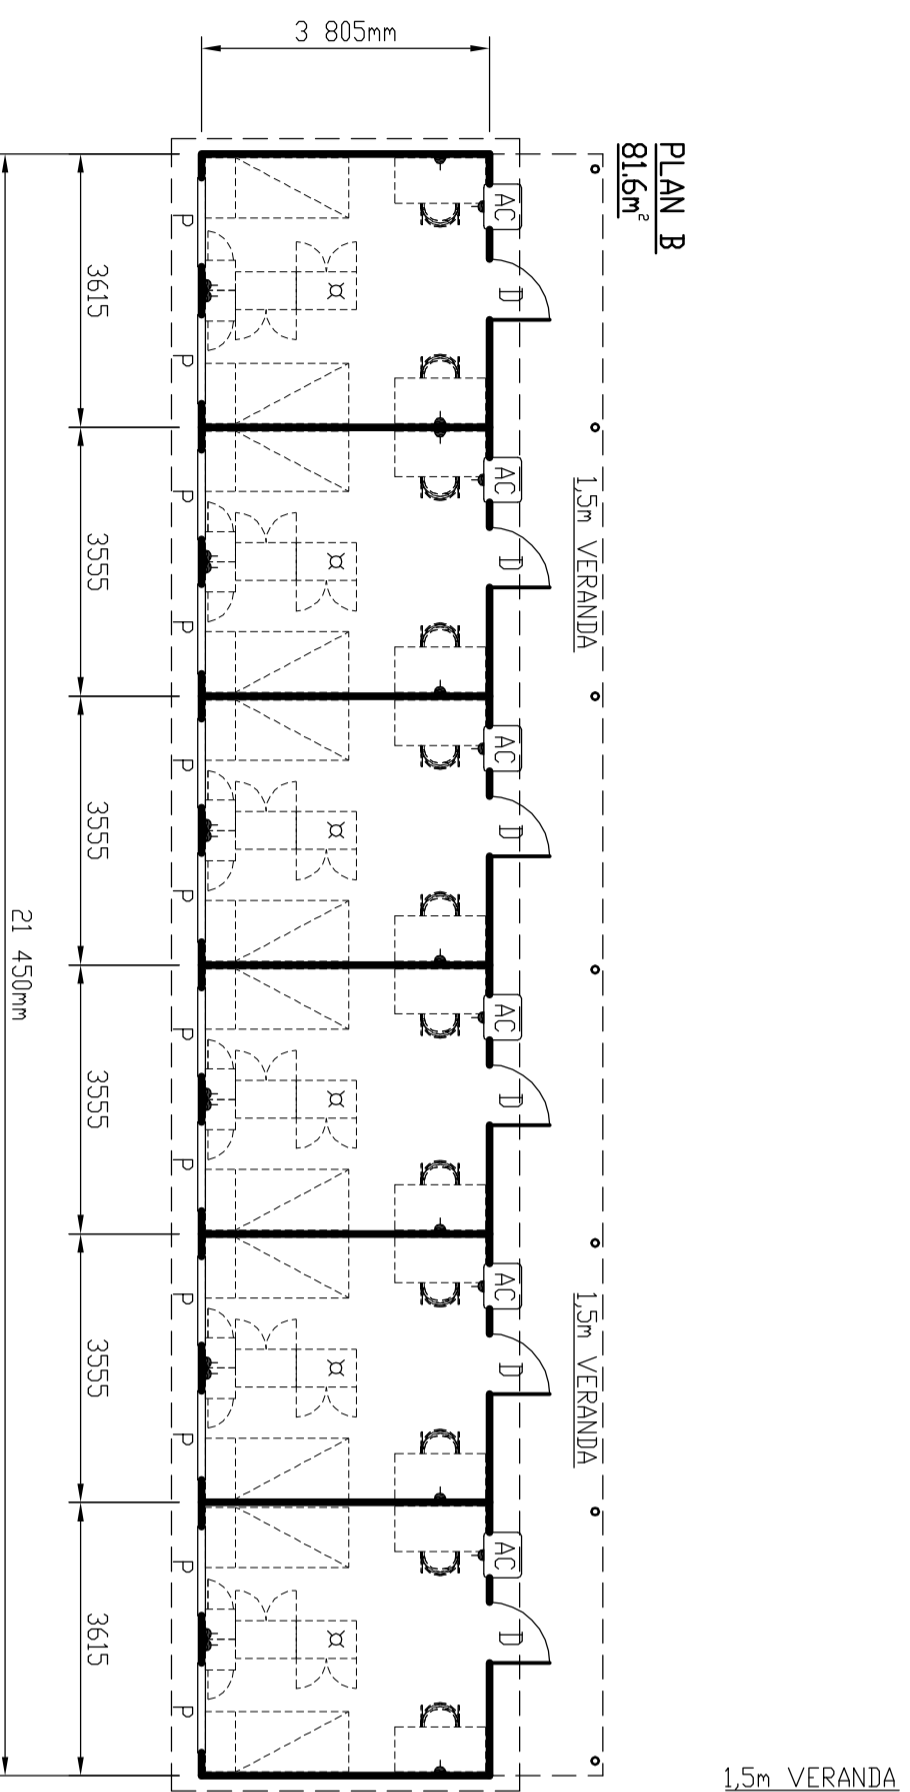 PLAN B
81,6m²
1,5m VERANDA
1,5m VERANDA
1,5m VERANDA
3 805mm
AC
AC
AC
AC
AC
AC
D
D
D
D
D
D
P
P
P
P
P
P
P
P
P
P
P
P
3615
3555
3555
3555
3555
3615
21 450mm